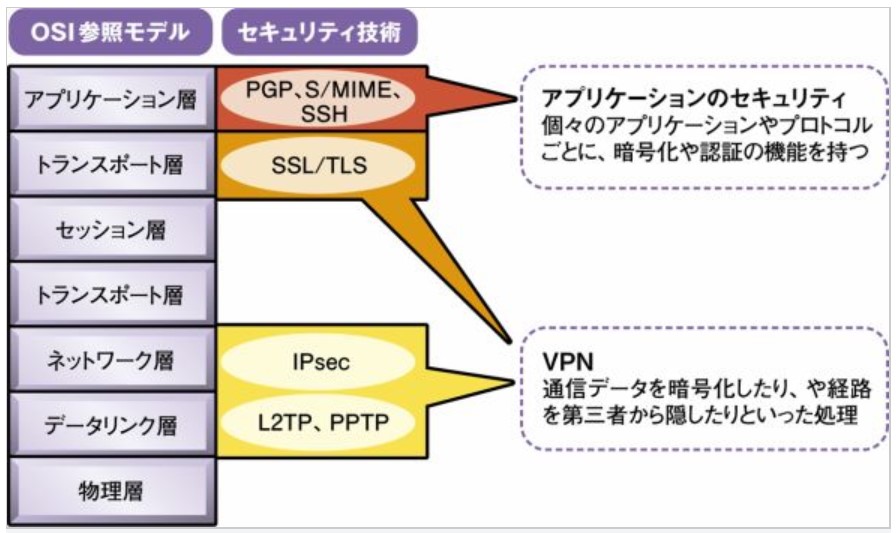 OSI参照モデル
セキュリティ技術
アプリケーション層
PGP、S/MIME、
SSH
トランスポート層
SSL/TLS
セッション層
トランスポート層
ネットワーク層
IPsec
データリンク層
L2TP、PPTP
物理層
アプリケーションのセキュリティ
個々のアプリケーションやプロトコル
ごとに、暗号化や認証の機能を持つ
VPN
通信データを暗号化したり、や経路
を第三者から隠したりといった処理